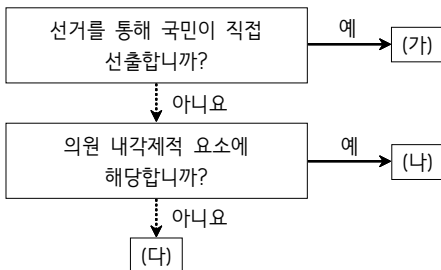 선거를 통해 국민이 직접
선출합니까?
예
(가)
아니요
의원 내각제적 요소에
해당합니까?
예
(나)
아니요
(다)